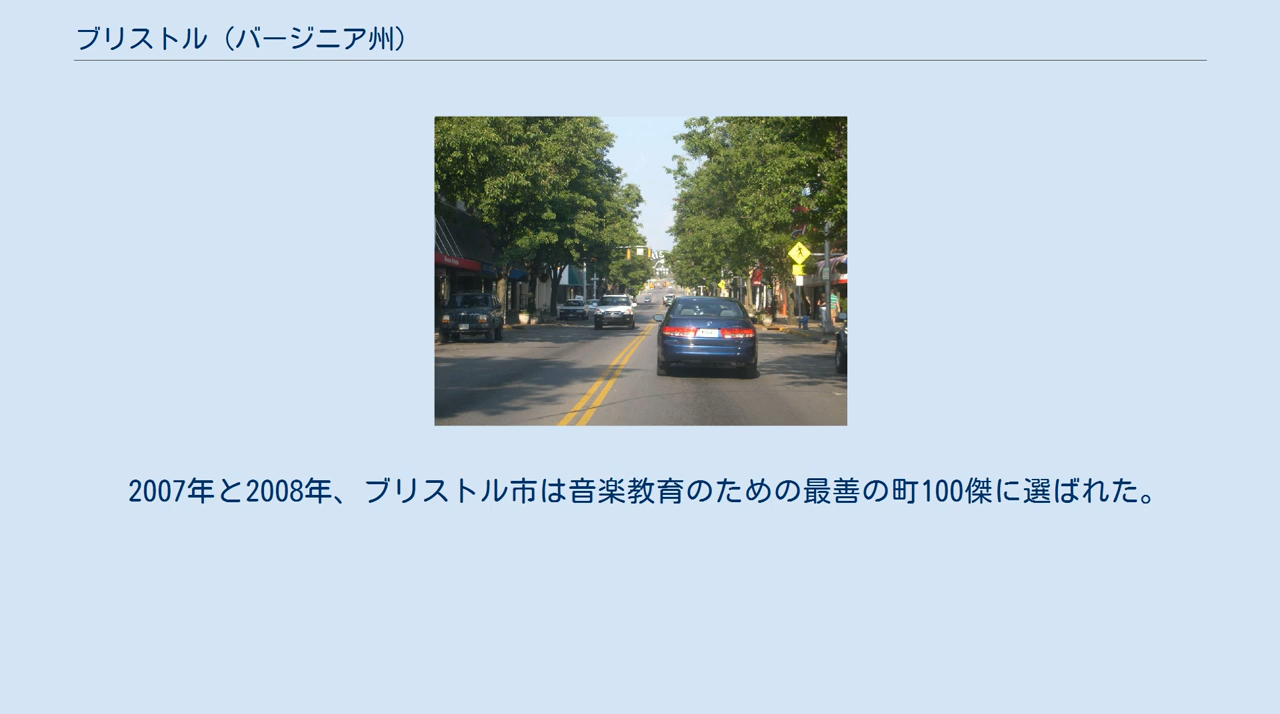 ブリストル（バージニア州）
2007年と2008年、ブリストル市は音楽教育のための最善の町100傑に選ばれた。